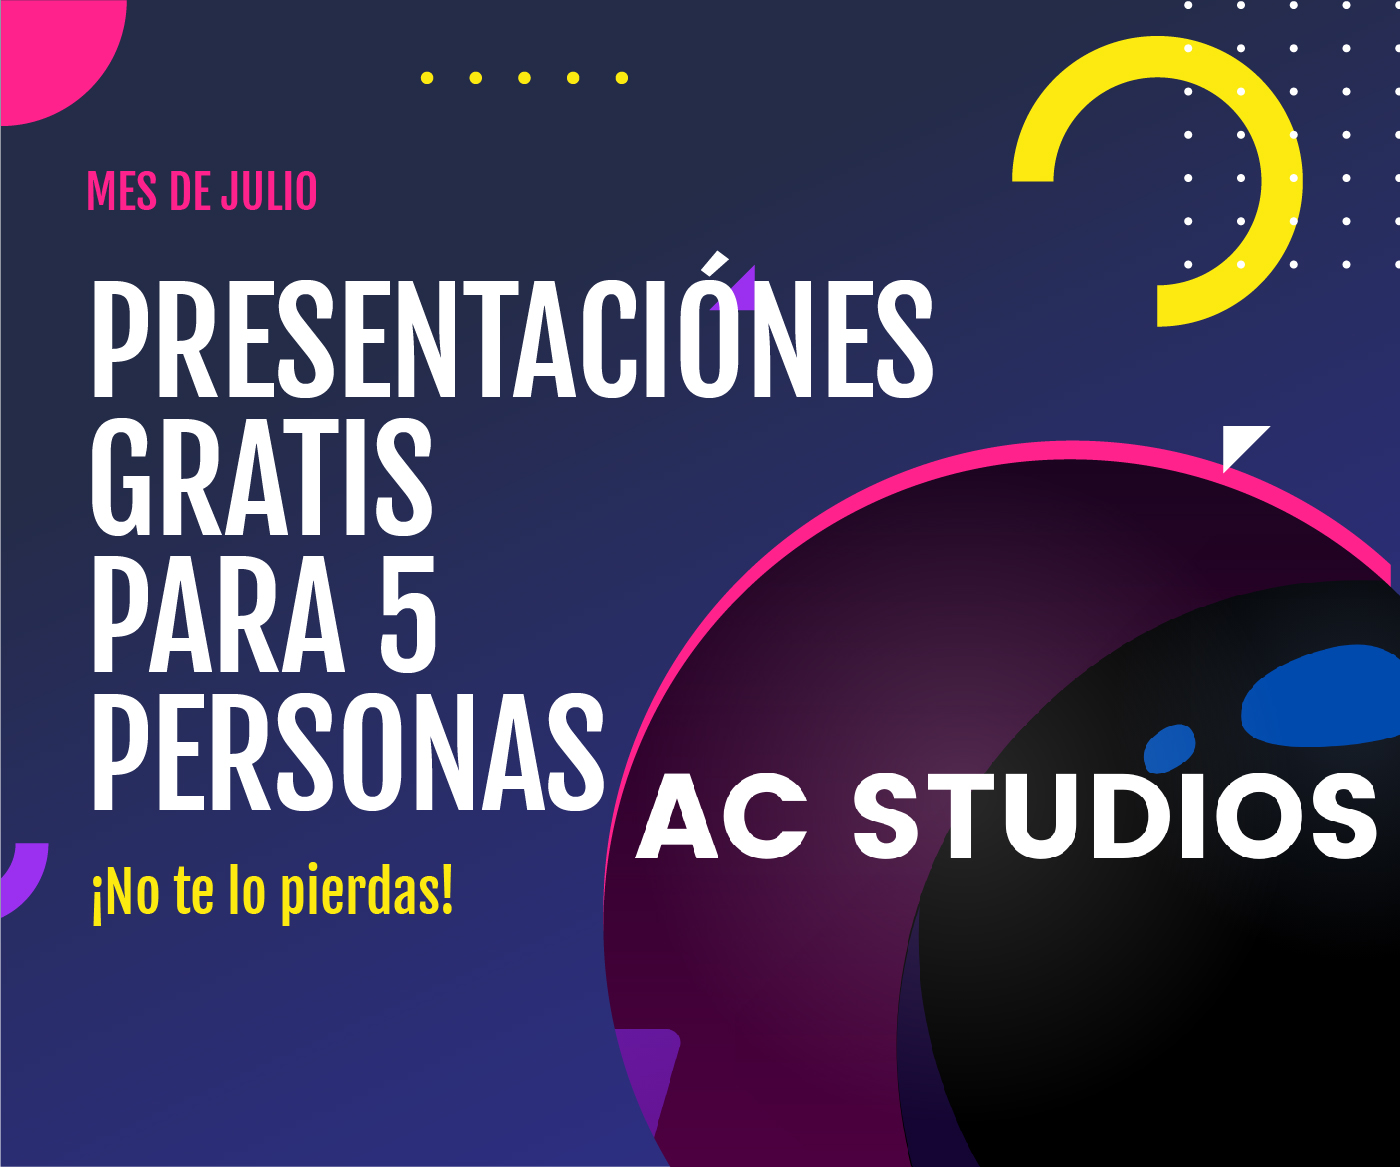 MES DE JULIO
PRESENTACIÓNES
GRATIS
PARA 5
PERSONAS
AC STUDIOS
¡No te lo pierdas!